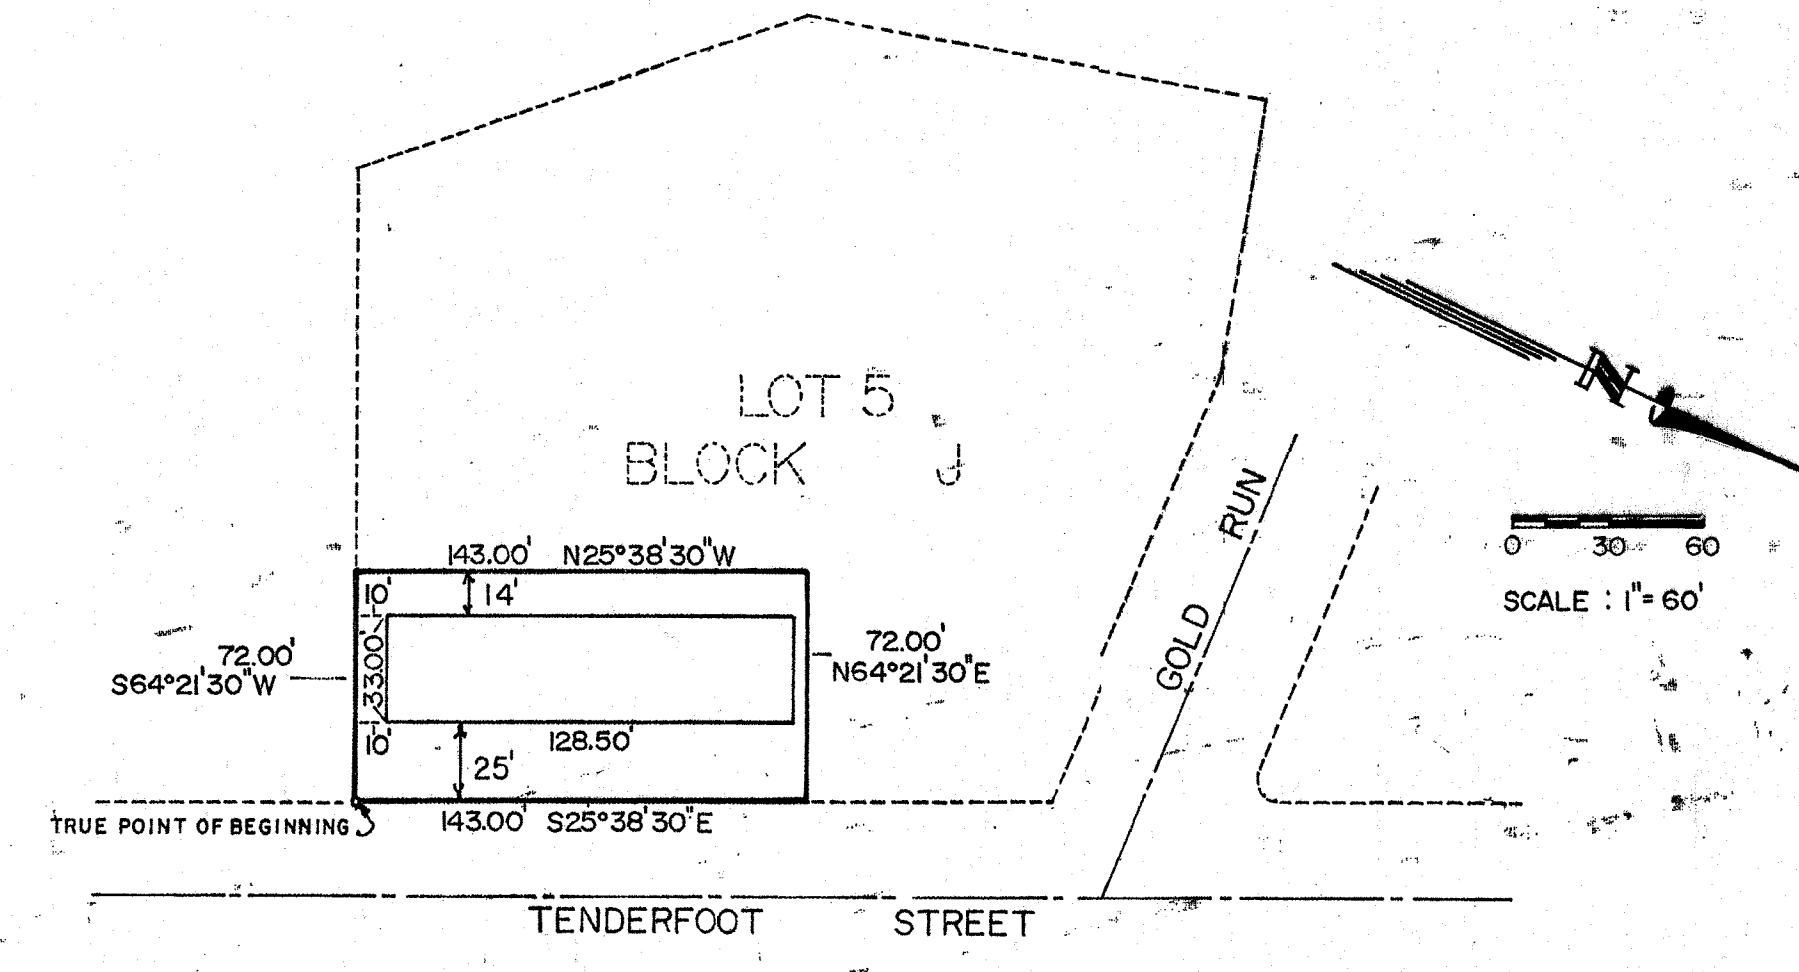 LOT 5
BLOCK J
RUN
GOLD
N
0 30 60
SCALE : 1"= 60'
143.00' N25°38'30"W
10'
14'
33.00'
72.00'
S64°21'30"W
72.00'
N64°21'30"E
10'
128.50'
25'
TRUE POINT OF BEGINNING
143.00' S25°38'30"E
TENDERFOOT STREET